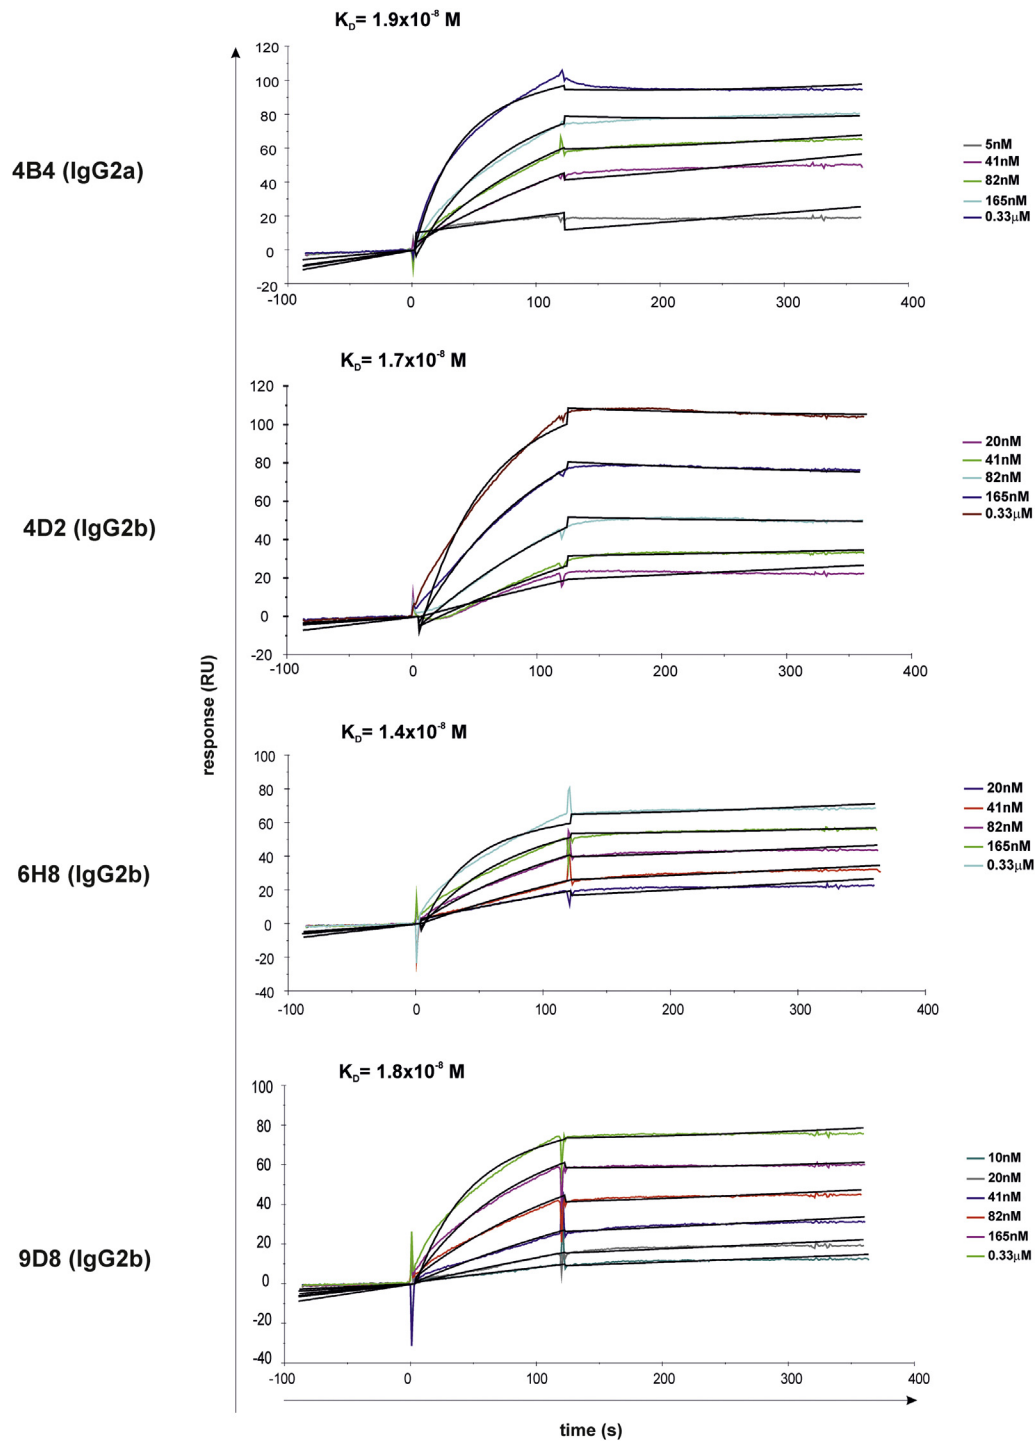 K_D= 1.9x10^-8 M
4B4 (IgG2a)
120
100
80
60
40
20
0
-20
-100 0 100 200 300 400
5nM
41nM
82nM
165nM
0.33μM
K_D= 1.7x10^-8 M
4D2 (IgG2b)
120
100
80
60
40
20
0
-20
-100 0 100 200 300 400
20nM
41nM
82nM
165nM
0.33μM
response (RU)
K_D= 1.4x10^-8 M
6H8 (IgG2b)
100
80
60
40
20
0
-20
-40
-100 0 100 200 300 400
20nM
41nM
82nM
165nM
0.33μM
K_D= 1.8x10^-8 M
9D8 (IgG2b)
100
80
60
40
20
0
-20
-40
-100 0 100 200 300 400
10nM
20nM
41nM
82nM
165nM
0.33μM
time (s)